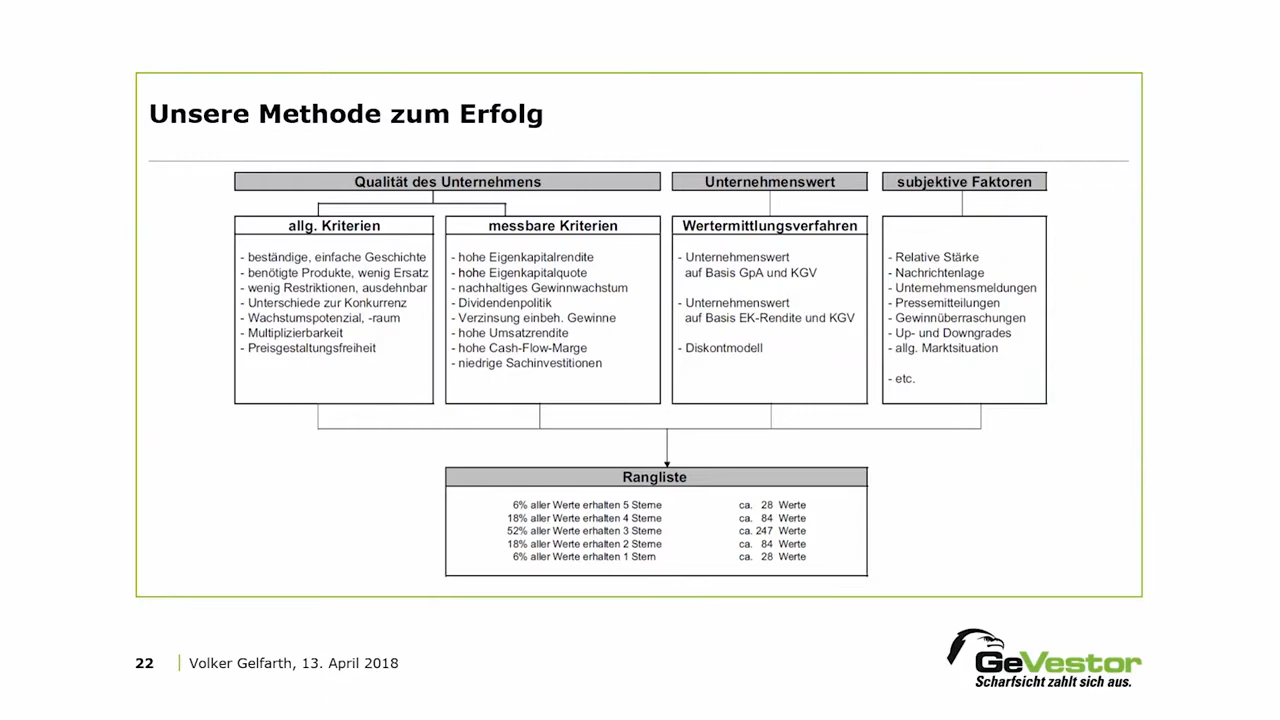 Unsere Methode zum Erfolg
Qualität des Unternehmens
allg. Kriterien
- beständige, einfache Geschichte
- benötigte Produkte, wenig Ersatz
- wenig Restriktionen, ausdehnbar
- Unterschiede zur Konkurrenz
- Wachstumspotenzial, -raum
- Multiplizierbarkeit
- Preisgestaltungsfreiheit
messbare Kriterien
- hohe Eigenkapitalrendite
- hohe Eigenkapitalquote
- nachhaltiges Gewinnwachstum
- Dividendenpolitik
- Verzinsung einbeh. Gewinne
- hohe Umsatzrendite
- hohe Cash-Flow-Marge
- niedrige Sachinvestitionen
Unternehmenswert
Wertermittlungsverfahren
- Unternehmenswert
auf Basis GpA und KGV
- Unternehmenswert
auf Basis EK-Rendite und KGV
- Diskontmodell
subjektive Faktoren
- Relative Stärke
- Nachrichtenlage
- Unternehmensmeldungen
- Pressemitteilungen
- Gewinnüberraschungen
- Up- und Downgrades
- allg. Marktsituation
- etc.
Rangliste
6% aller Werte erhalten 5 Sterne ca. 28 Werte
18% aller Werte erhalten 4 Sterne ca. 84 Werte
52% aller Werte erhalten 3 Sterne ca. 247 Werte
18% aller Werte erhalten 2 Sterne ca. 84 Werte
6% aller Werte erhalten 1 Stern ca. 28 Werte
22 Volker Gelfarth, 13. April 2018
GeVestor
Scharfsicht zahlt sich aus.